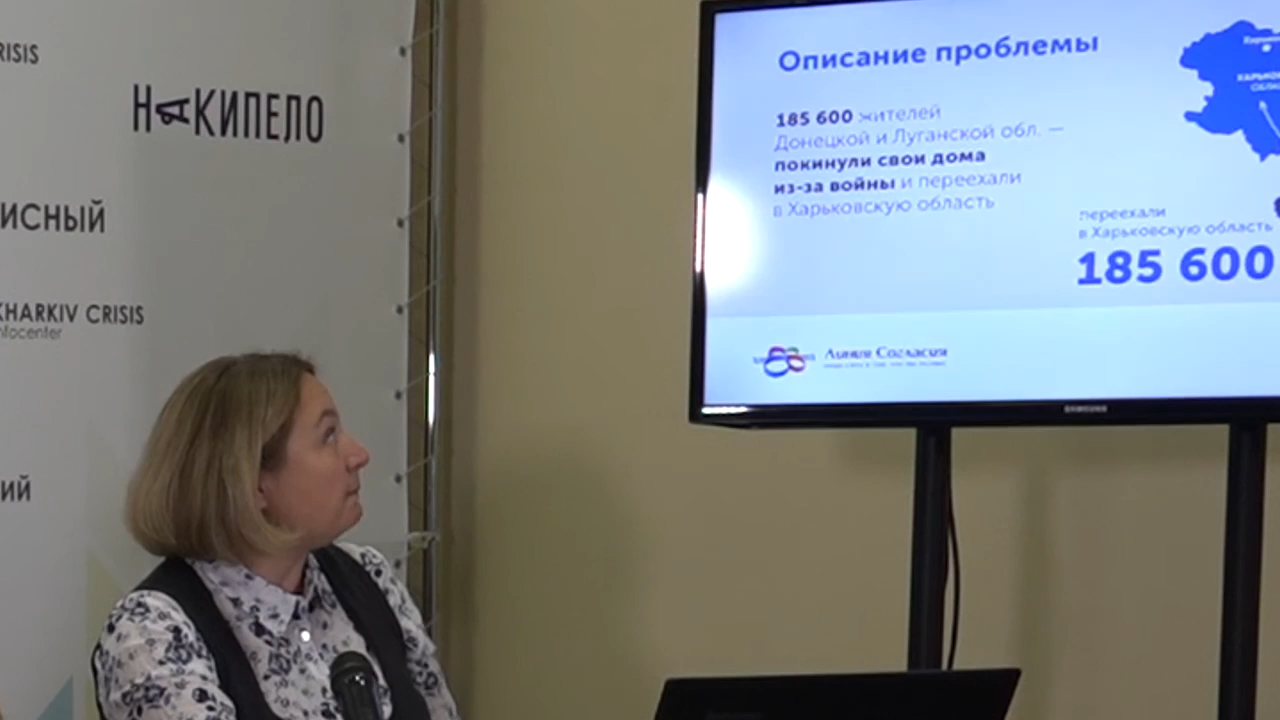 RISIS
НАКИПЕЛО
ИСНЫЙ
KHARKIV CRISIS
nfocenter
ий
Описание проблемы
185 600 жителей
Донецкой и Луганской обл. —
покинули свои дома
из-за войны и переехали
в Харьковскую область
переехали
в Харьковскую область
185 600
Линия Согласия
SAMSUNG